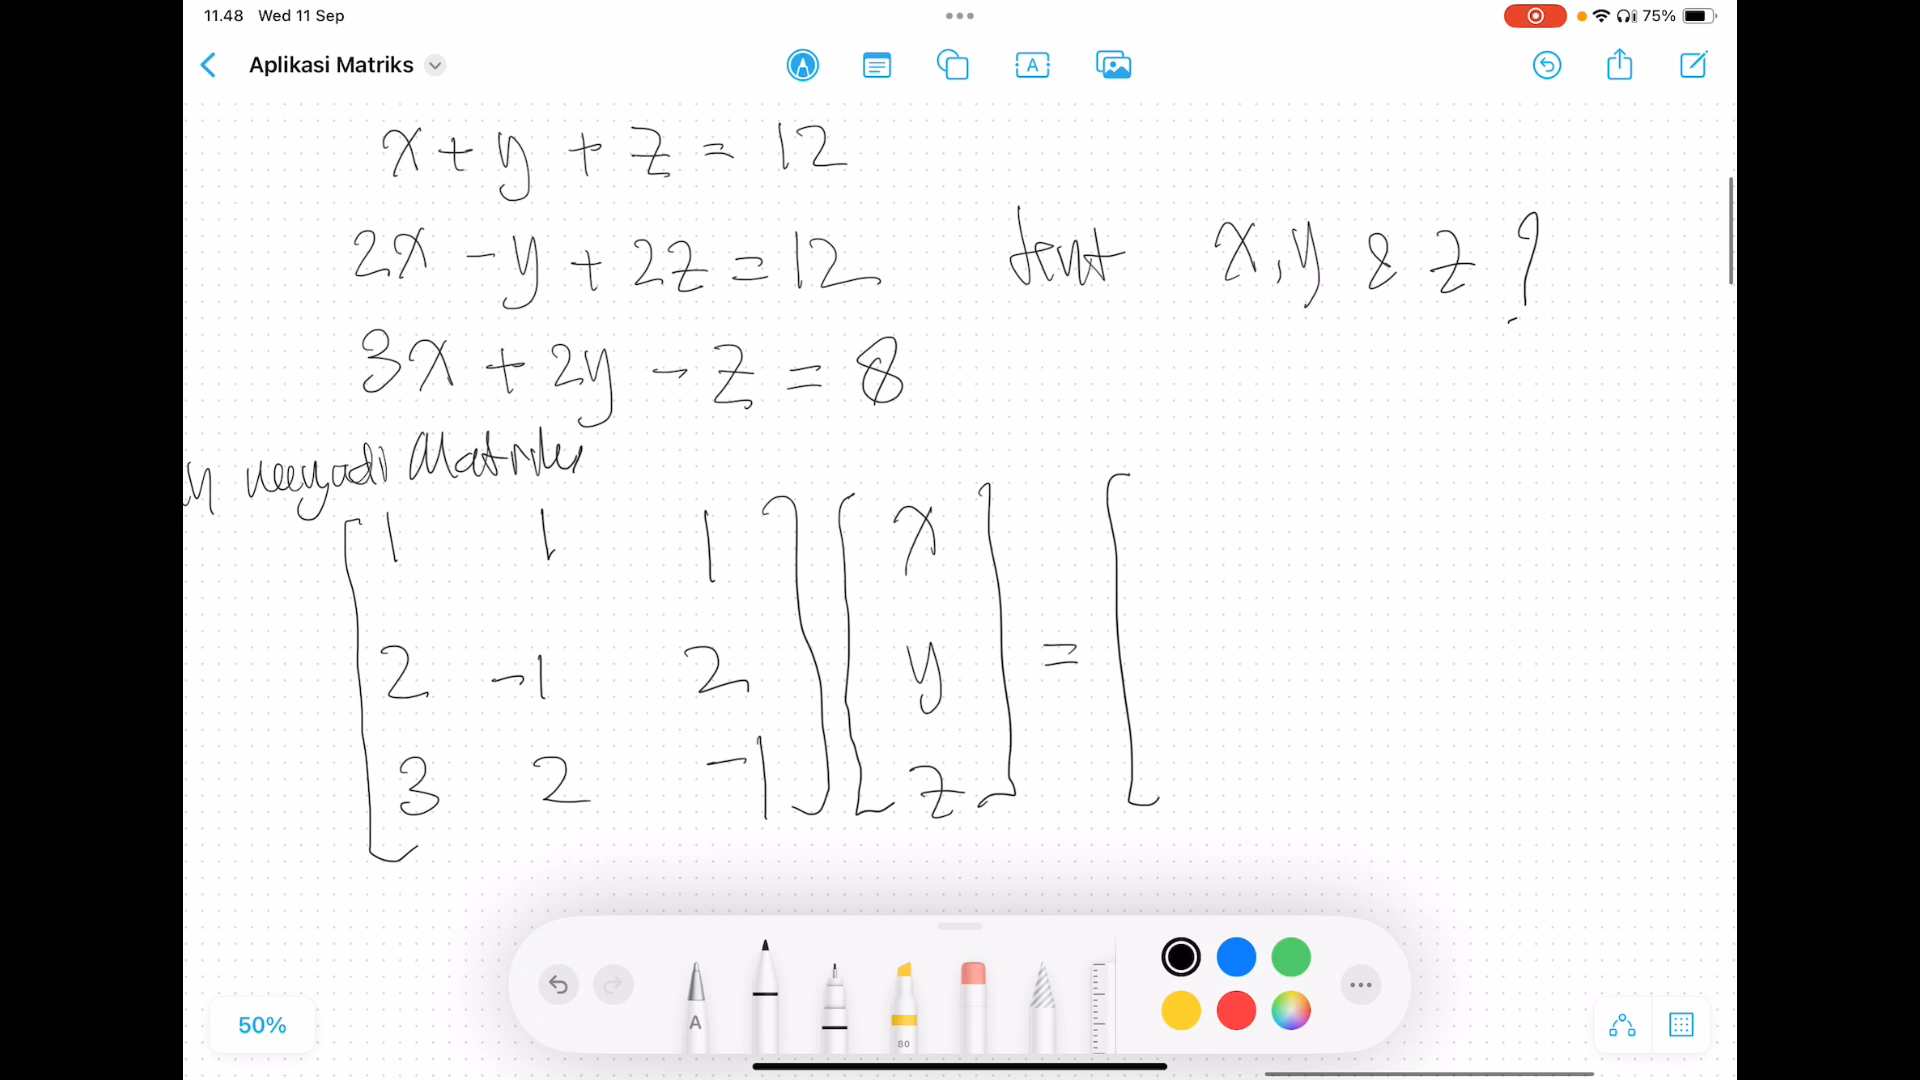 11.48 Wed 11 Sep
75%
Aplikasi Matriks
A
x + y + z = 12
2x - y + 2z = 12 tent x, y & z ?
3x + 2y - z = 8
Matriks
[ 1 1 1 ] [ x ] = [
2 -1 2 y
3 2 -1 z
A
80
50%